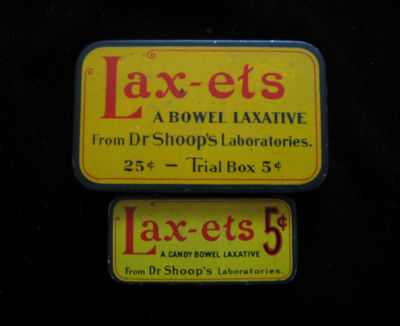 Lax-ets
A BOWEL LAXATIVE
From Dr Shoop's Laboratories.
25¢ — Trial Box 5¢
Lax-ets 5¢
A CANDY BOWEL LAXATIVE
From Dr Shoop's Laboratories.